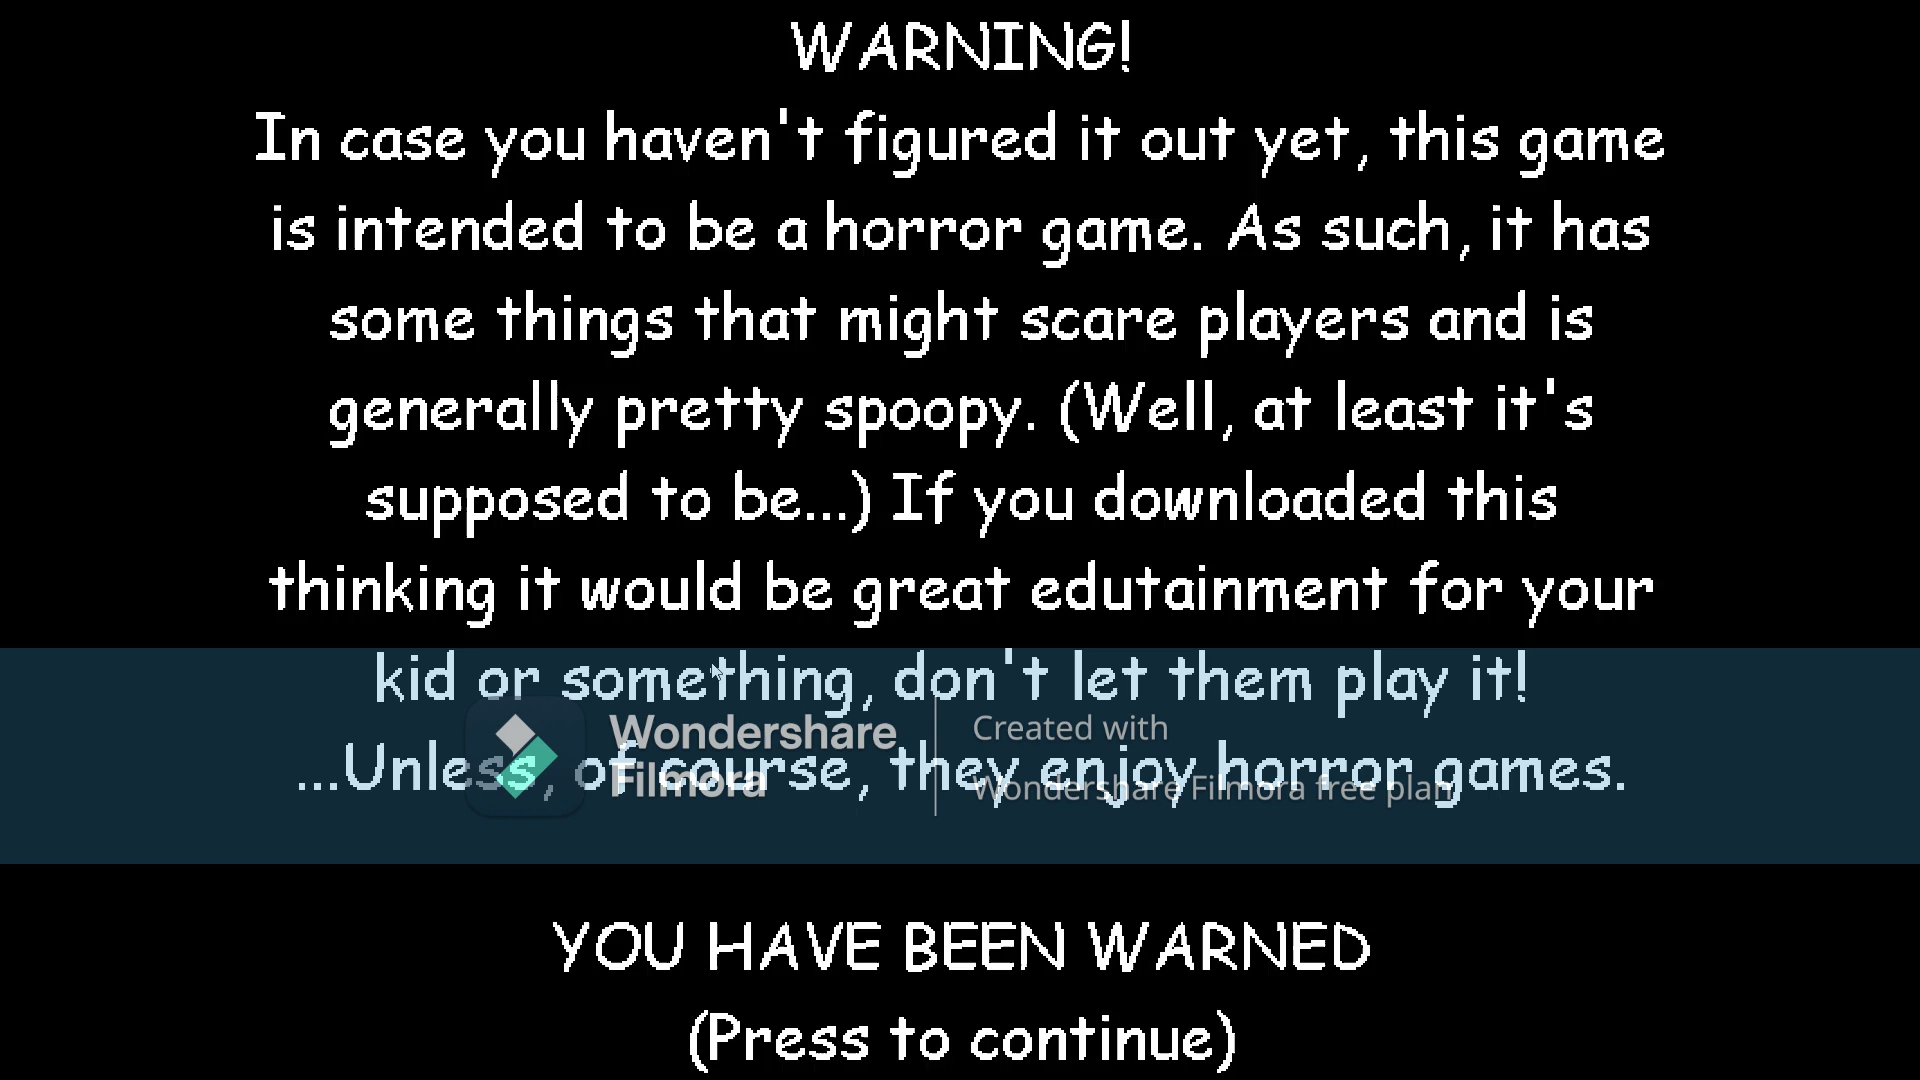 WARNING!
In case you haven't figured it out yet, this game
is intended to be a horror game. As such, it has
some things that might scare players and is
generally pretty spoopy. (Well, at least it's
supposed to be...) If you downloaded this
thinking it would be great edutainment for your
kid or something, don't let them play it!
Wondershare
Filmora
Created with
Wondershare Filmora free plan
...Unless, of course, they enjoy horror games.
YOU HAVE BEEN WARNED
(Press to continue)